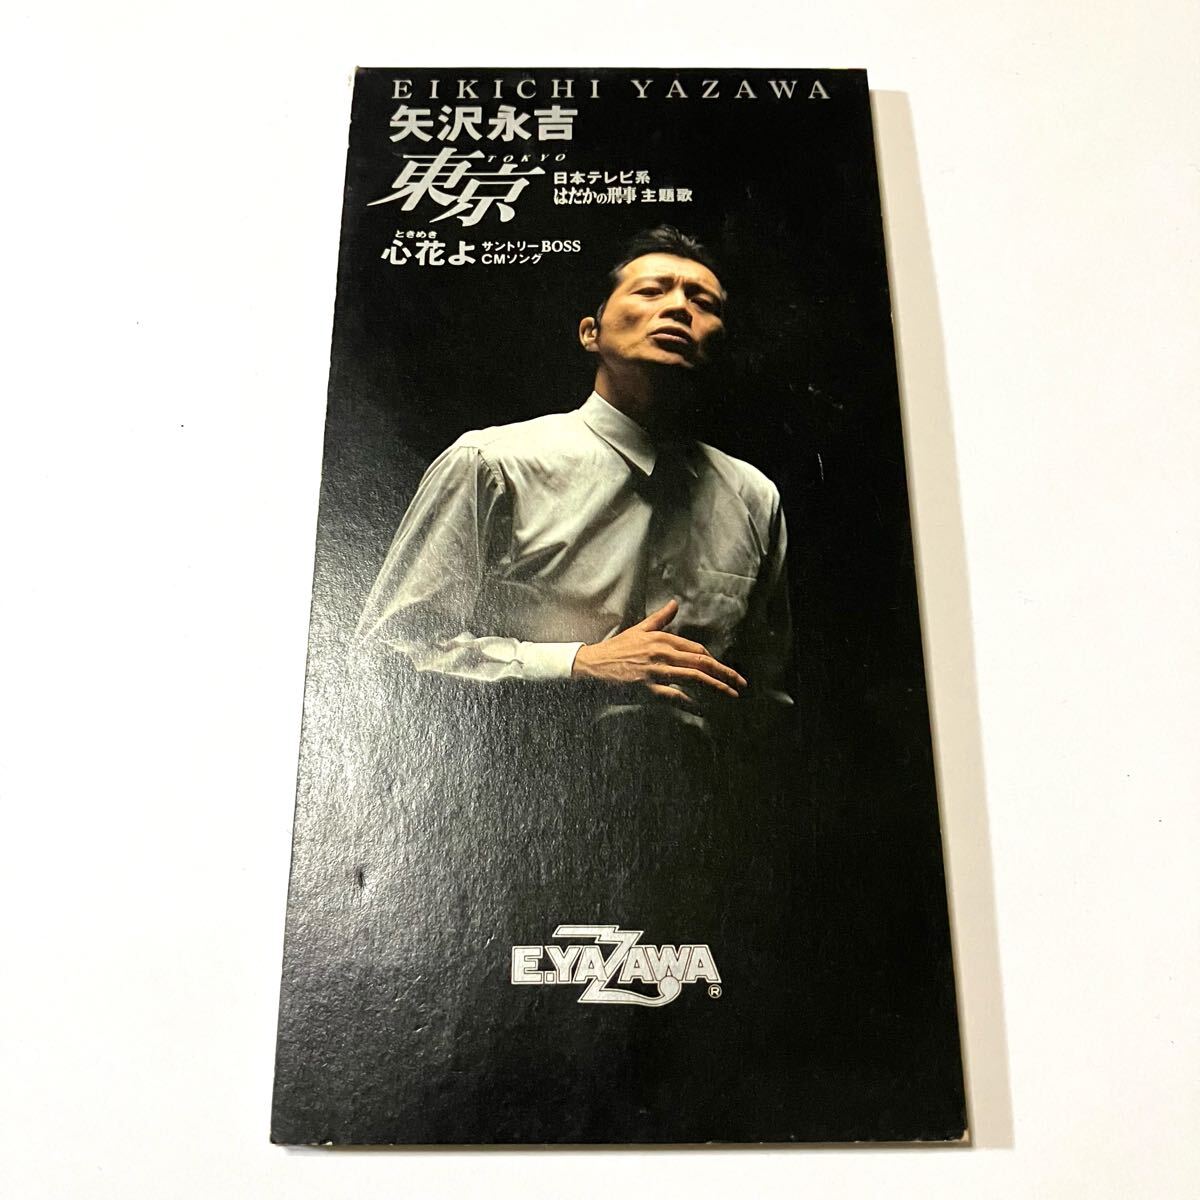 EIKICHI YAZAWA
矢沢永吉
TOKYO
東京
日本テレビ系
はだかの刑事 主題歌
ときめき
心花よ サントリーBOSS
CMソング
E.YAZAWA
®